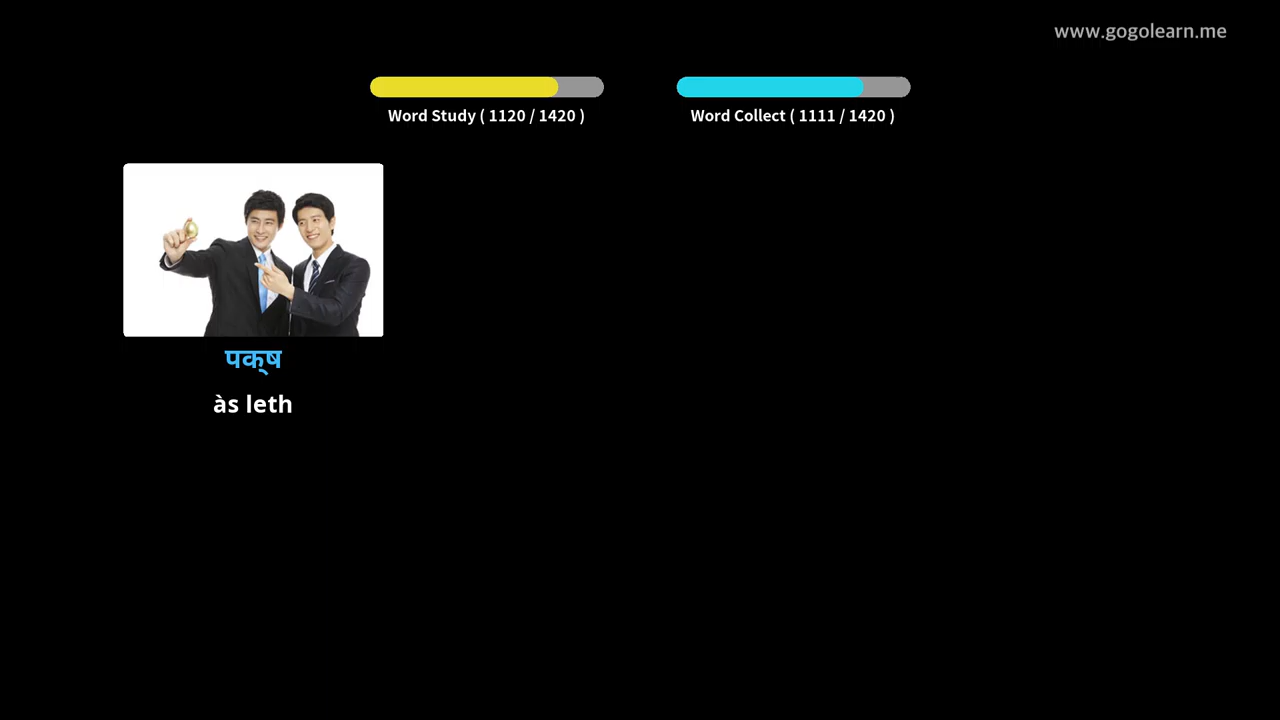 www.gogolearn.me
Word Study ( 1120 / 1420 )
Word Collect ( 1111 / 1420 )
पक्ष
às leth